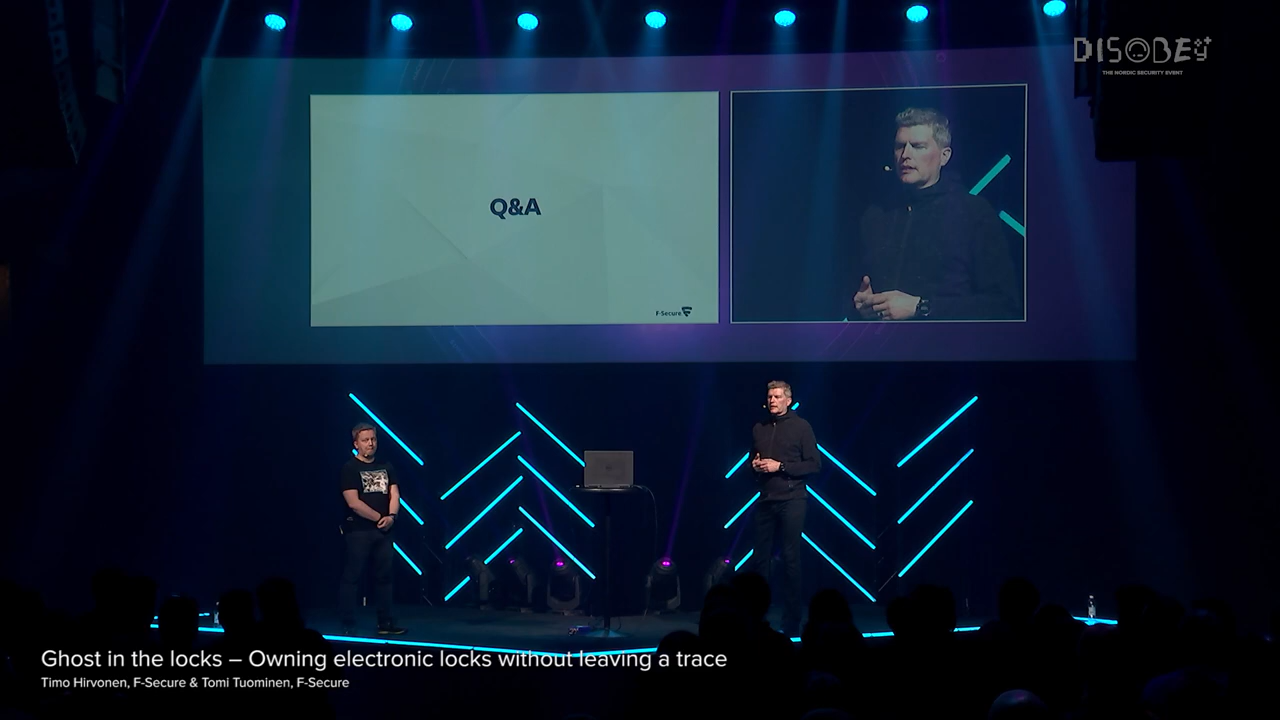 DISOBEY
THE NORDIC SECURITY EVENT
Q&A
F-Secure
Ghost in the locks – Owning electronic locks without leaving a trace
Timo Hirvonen, F-Secure & Tomi Tuominen, F-Secure